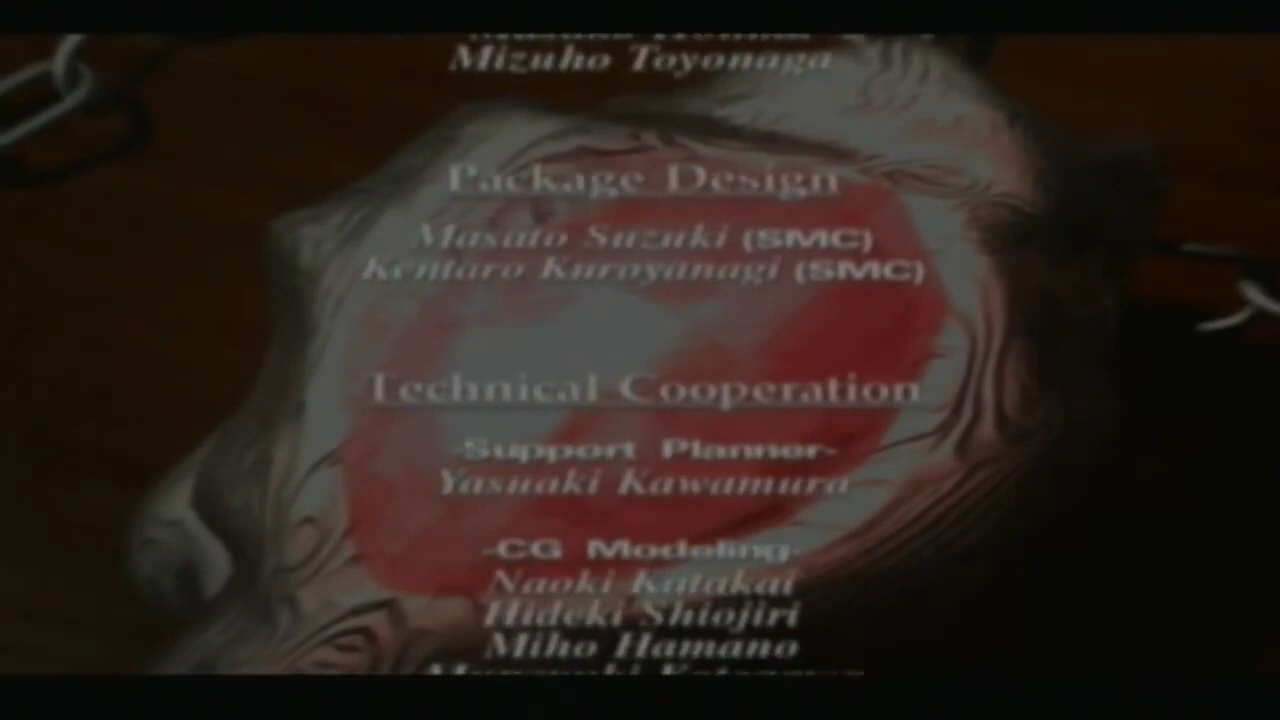 Mizuho Toyonaga
Package Design
Masato Suzuki (SMC)
Kentaro Kuroyanagi (SMC)
Technical Cooperation
-Support Planner-
Yasuaki Kawamura
-CG Modeling-
Naoki Katakai
Hideki Shiojiri
Miho Hamano